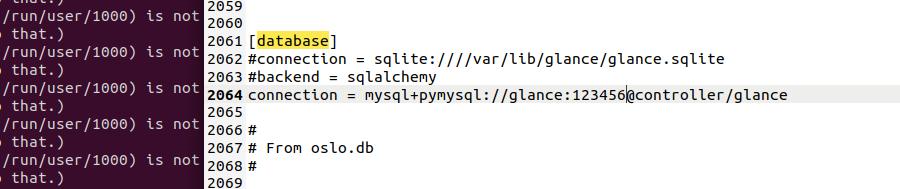 /run/user/1000) is not
o that.)
/run/user/1000) is not
o that.)
/run/user/1000) is not
o that.)
/run/user/1000) is not
o that.)
/run/user/1000) is not
o that.)
2059
2060
2061 [database]
2062 #connection = sqlite:////var/lib/glance/glance.sqlite
2063 #backend = sqlalchemy
2064 connection = mysql+pymysql://glance:123456@controller/glance
2065
2066 #
2067 # From oslo.db
2068 #
2069